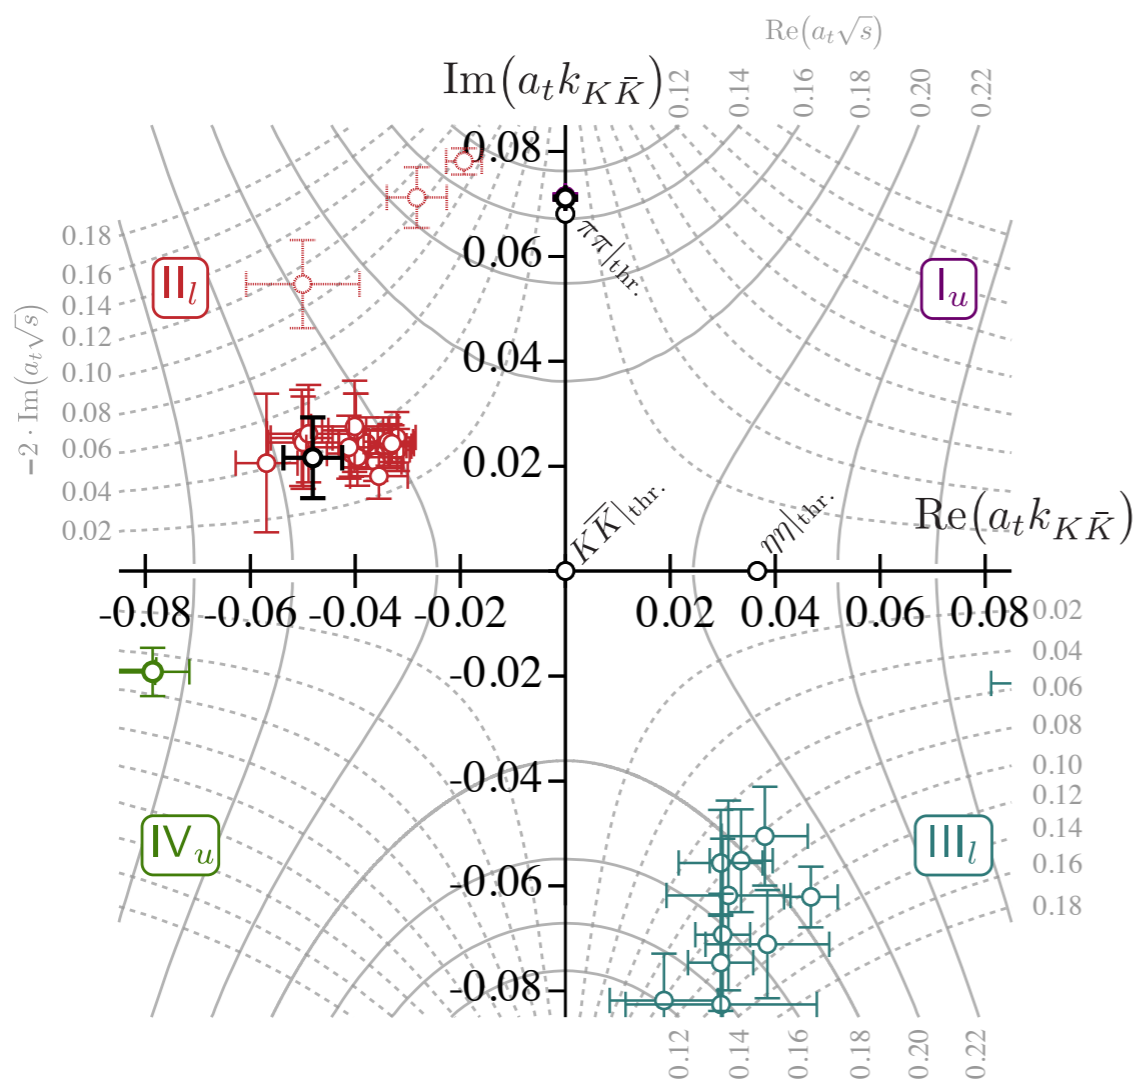 Re(a_t√s)
Im(a_t k_{KK̄})
0.12 0.14 0.16 0.18 0.20 0.22
0.08
0.06
0.04
0.02
-0.02
-0.04
-0.06
-0.08
ππ|thr.
II_l
I_u
0.18
0.16
0.14
0.12
0.10
0.08
0.06
0.04
0.02
−2 · Im(a_t√s)
KK̄|thr.
ηη|thr.
Re(a_t k_{KK̄})
-0.08 -0.06 -0.04 -0.02 0.02 0.04 0.06 0.08
0.02
0.04
0.06
0.08
0.10
0.12
0.14
0.16
0.18
IV_u
III_l
0.12 0.14 0.16 0.18 0.20 0.22